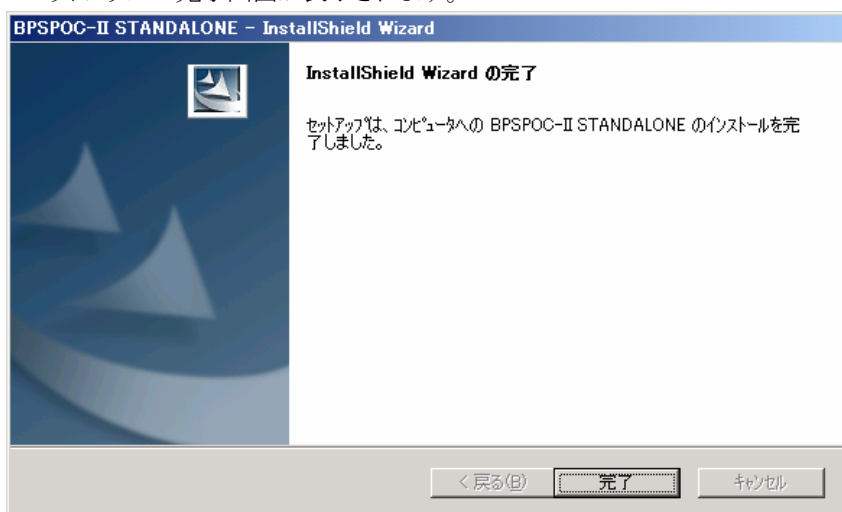 BPSPOC-Ⅱ STANDALONE - InstallShield Wizard
InstallShield Wizard の完了
セットアップは、コンピュータへの BPSPOC-Ⅱ STANDALONE のインストールを完
了しました。
< 戻る(B)
完了
キャンセル